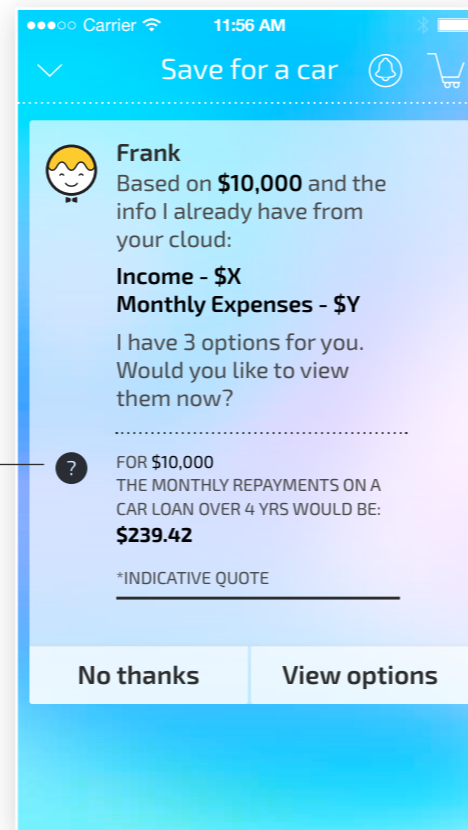 Carrier 11:56 AM
Save for a car
Frank
Based on $10,000 and the
info I already have from
your cloud:
Income - $X
Monthly Expenses - $Y
I have 3 options for you.
Would you like to view
them now?
?
FOR $10,000
THE MONTHLY REPAYMENTS ON A
CAR LOAN OVER 4 YRS WOULD BE:
$239.42
*INDICATIVE QUOTE
No thanks View options